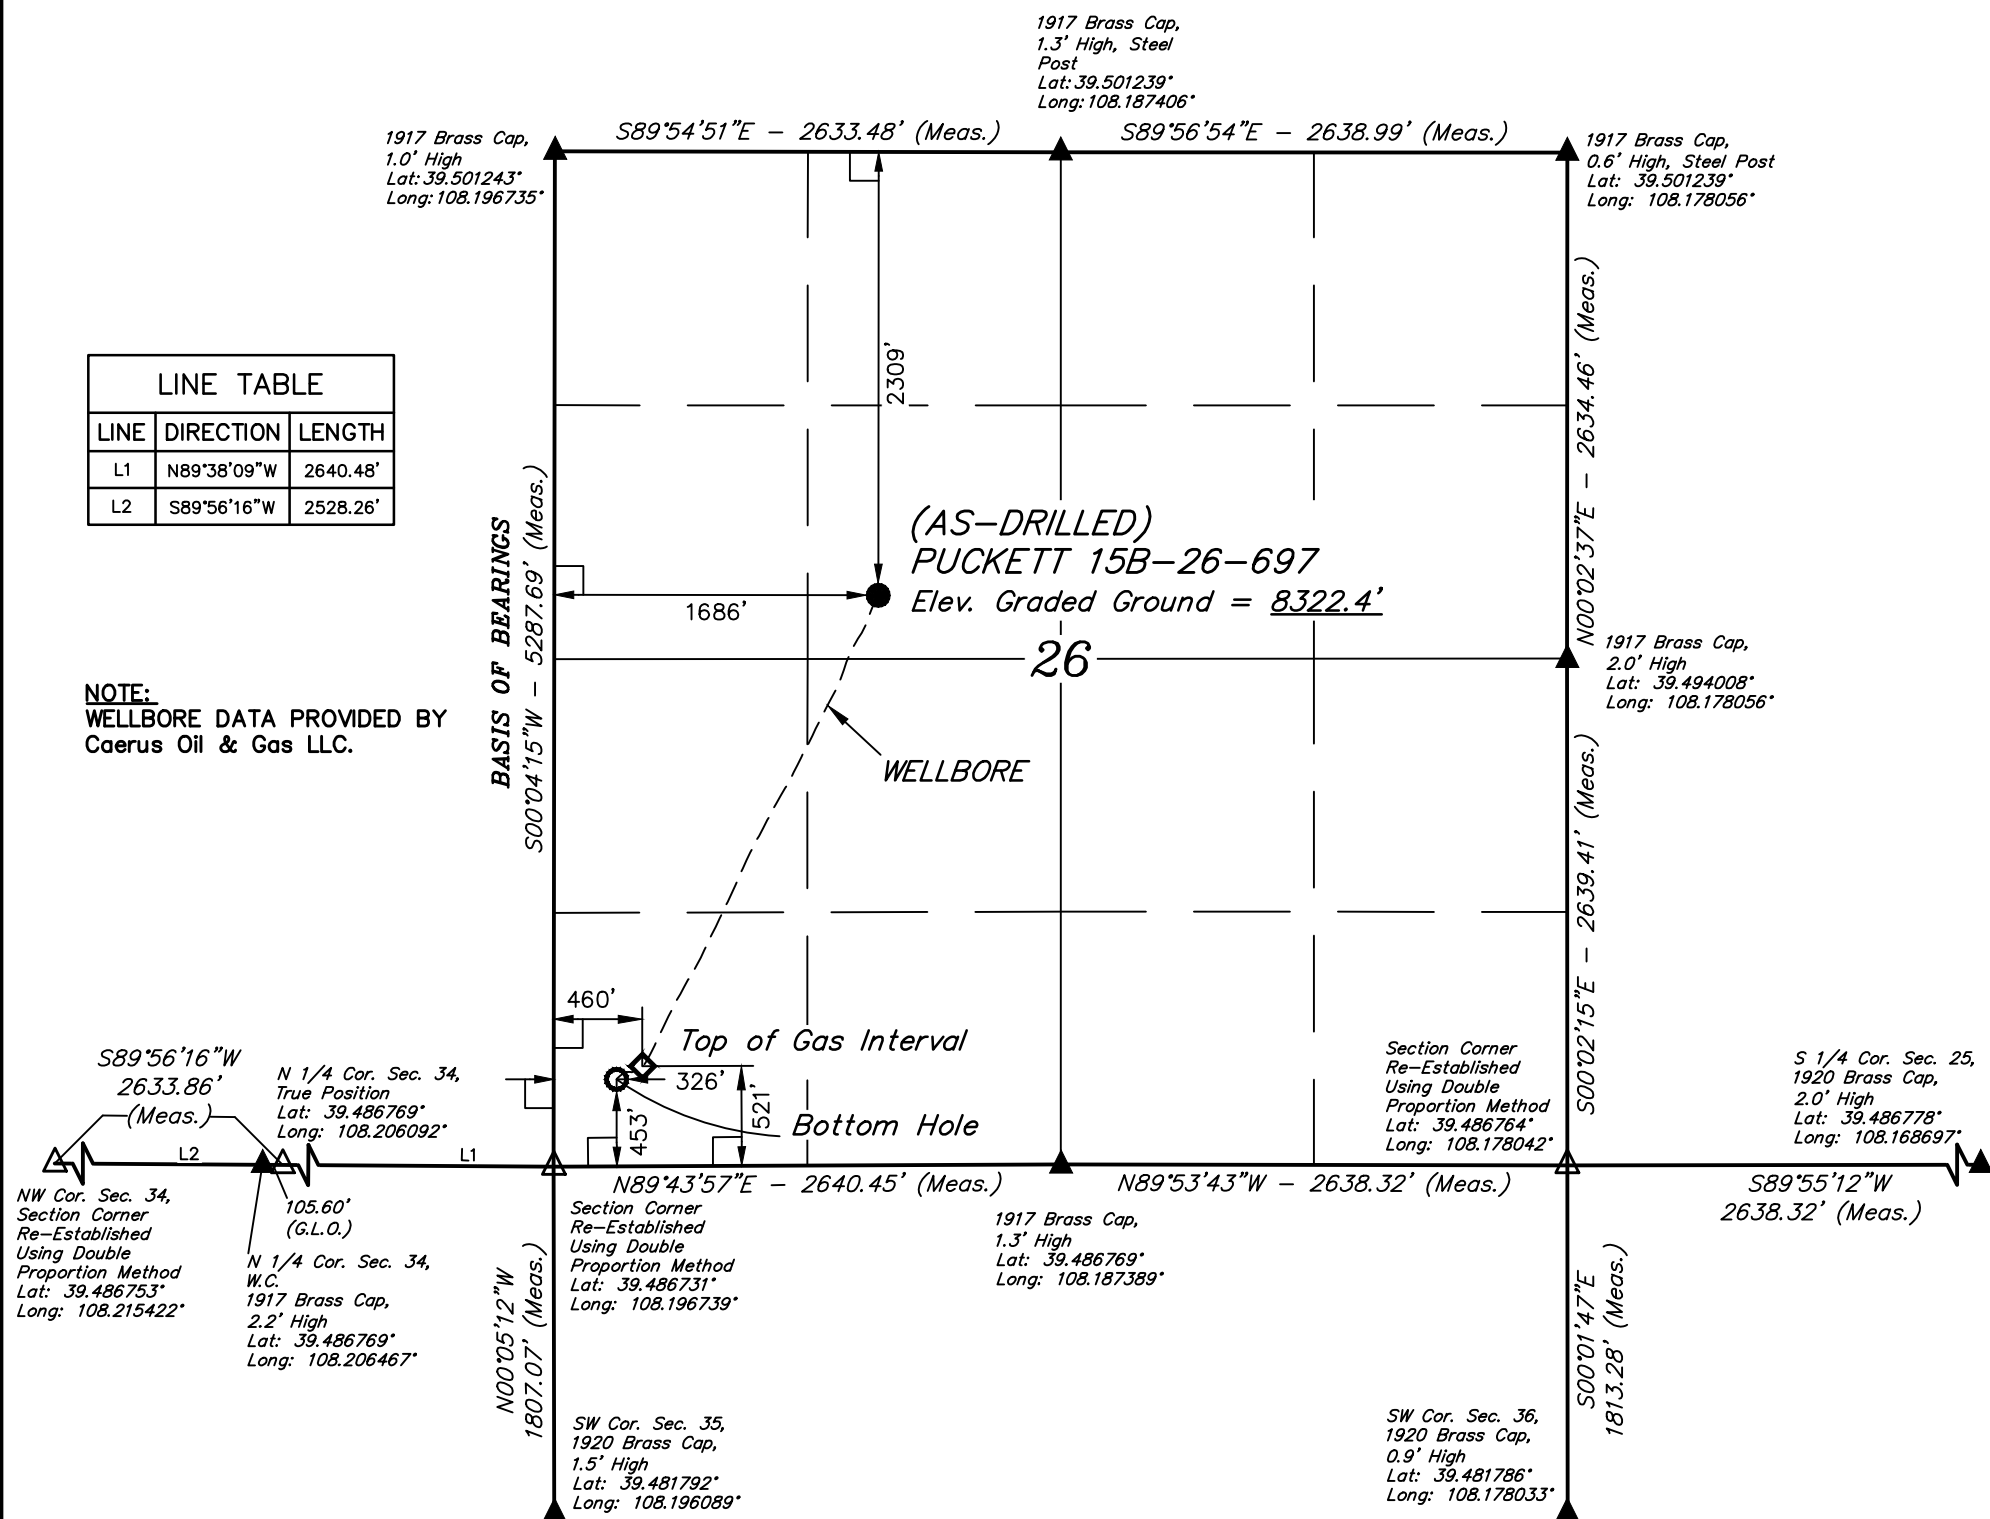 1917 Brass Cap,
1.3' High, Steel
Post
Lat: 39.501239°
Long: 108.187406°
1917 Brass Cap,
1.0' High
Lat: 39.501243°
Long: 108.196735°
S89°54'51"E – 2633.48' (Meas.)
S89°56'54"E – 2638.99' (Meas.)
1917 Brass Cap,
0.6' High, Steel Post
Lat: 39.501239°
Long: 108.178056°
LINE TABLE
LINE DIRECTION LENGTH
L1 N89°38'09"W 2640.48'
L2 S89°56'16"W 2528.26'
2309'
N00°02'37"E – 2634.46' (Meas.)
BASIS OF BEARINGS
S00°04'15"W – 5287.69' (Meas.)
(AS-DRILLED)
PUCKETT 15B-26-697
Elev. Graded Ground = 8322.4'
1686'
26
1917 Brass Cap,
2.0' High
Lat: 39.494008°
Long: 108.178056°
NOTE:
WELLBORE DATA PROVIDED BY
Caerus Oil & Gas LLC.
WELLBORE
S00°02'15"E – 2639.41' (Meas.)
460'
Top of Gas Interval
326'
521'
453'
Bottom Hole
S89°56'16"W
2633.86'
(Meas.)
N 1/4 Cor. Sec. 34,
True Position
Lat: 39.486769°
Long: 108.206092°
L2
L1
Section Corner
Re-Established
Using Double
Proportion Method
Lat: 39.486764°
Long: 108.178042°
S 1/4 Cor. Sec. 25,
1920 Brass Cap,
2.0' High
Lat: 39.486778°
Long: 108.168697°
N89°43'57"E – 2640.45' (Meas.)
N89°53'43"W – 2638.32' (Meas.)
S89°55'12"W
2638.32' (Meas.)
NW Cor. Sec. 34,
Section Corner
Re-Established
Using Double
Proportion Method
Lat: 39.486753°
Long: 108.215422°
105.60'
(G.L.O.)
N 1/4 Cor. Sec. 34,
W.C.
1917 Brass Cap,
2.2' High
Lat: 39.486769°
Long: 108.206467°
Section Corner
Re-Established
Using Double
Proportion Method
Lat: 39.486731°
Long: 108.196739°
1917 Brass Cap,
1.3' High
Lat: 39.486769°
Long: 108.187389°
N00°05'12"W
1807.07' (Meas.)
S00°01'47"E
1813.28' (Meas.)
SW Cor. Sec. 35,
1920 Brass Cap,
1.5' High
Lat: 39.481792°
Long: 108.196089°
SW Cor. Sec. 36,
1920 Brass Cap,
0.9' High
Lat: 39.481786°
Long: 108.178033°